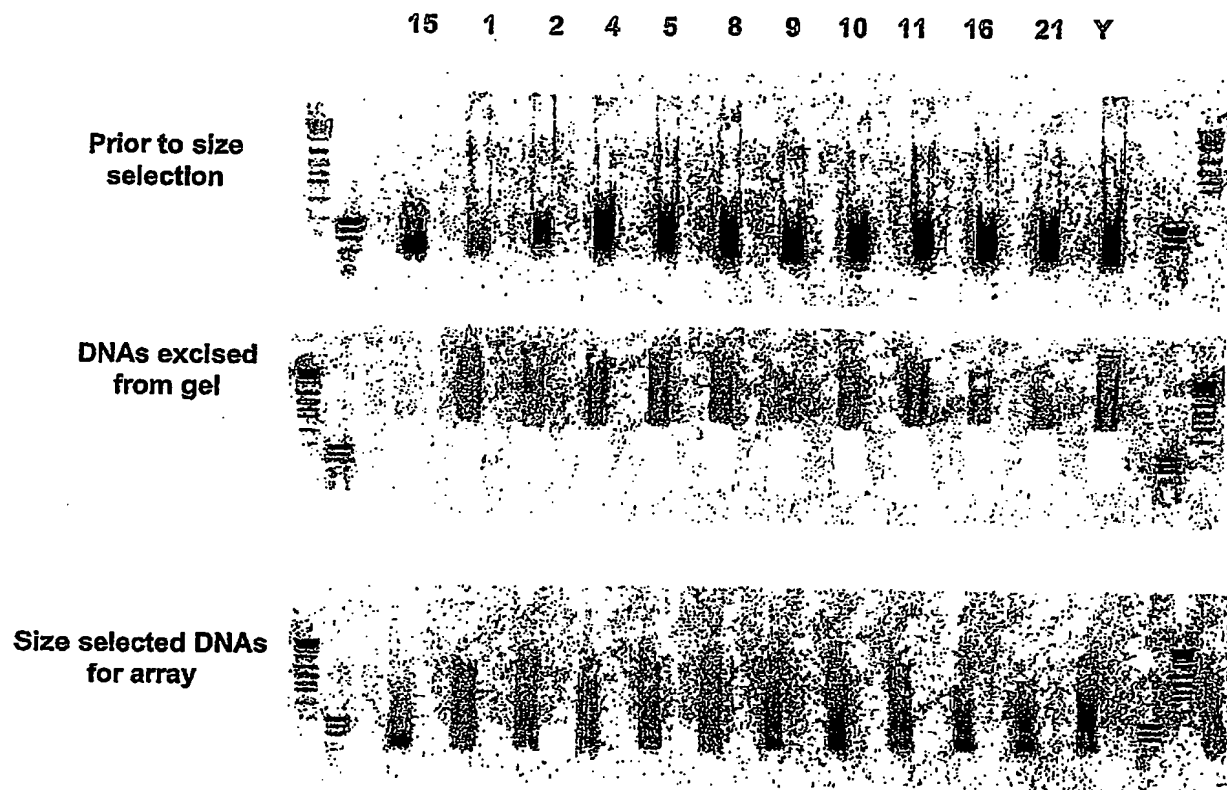 15 1 2 4 5 8 9 10 11 16 21 Y
Prior to size
selection
DNAs excised
from gel
Size selected DNAs
for array